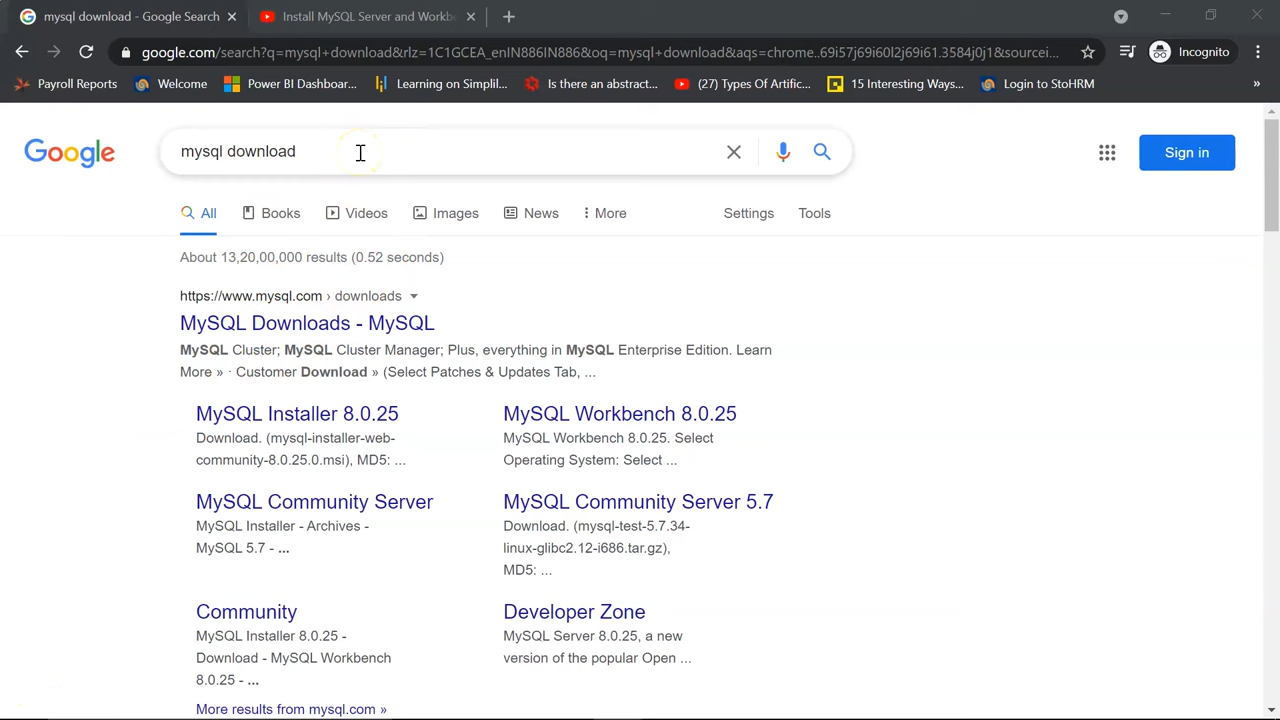 mysql download - Google Search
Install MySQL Server and Workbe
google.com/search?q=mysql+download&rlz=1C1GCEA_enIN886IN886&oq=mysql+download&aqs=chrome.69i57j69i60l2j69i61.3584j0j1&sourcei...
Incognito
Payroll Reports
Welcome
Power BI Dashboar...
Learning on Simpli...
Is there an abstract...
(27) Types Of Artific...
15 Interesting Ways...
Login to StoHRM
»
Google
mysql download
Sign in
All
Books
Videos
Images
News
More
Settings
Tools
About 13,20,00,000 results (0.52 seconds)
https://www.mysql.com › downloads
MySQL Downloads - MySQL
MySQL Cluster; MySQL Cluster Manager; Plus, everything in MySQL Enterprise Edition. Learn
More » · Customer Download » (Select Patches & Updates Tab, ...
MySQL Installer 8.0.25
Download. (mysql-installer-web-
community-8.0.25.0.msi), MD5: ...
MySQL Workbench 8.0.25
MySQL Workbench 8.0.25. Select
Operating System: Select ...
MySQL Community Server
MySQL Installer - Archives -
MySQL 5.7 - ...
MySQL Community Server 5.7
Download. (mysql-test-5.7.34-
linux-glibc2.12-i686.tar.gz),
MD5: ...
Community
MySQL Installer 8.0.25 -
Download - MySQL Workbench
8.0.25 - ...
Developer Zone
MySQL Server 8.0.25, a new
version of the popular Open ...
More results from mysql.com »